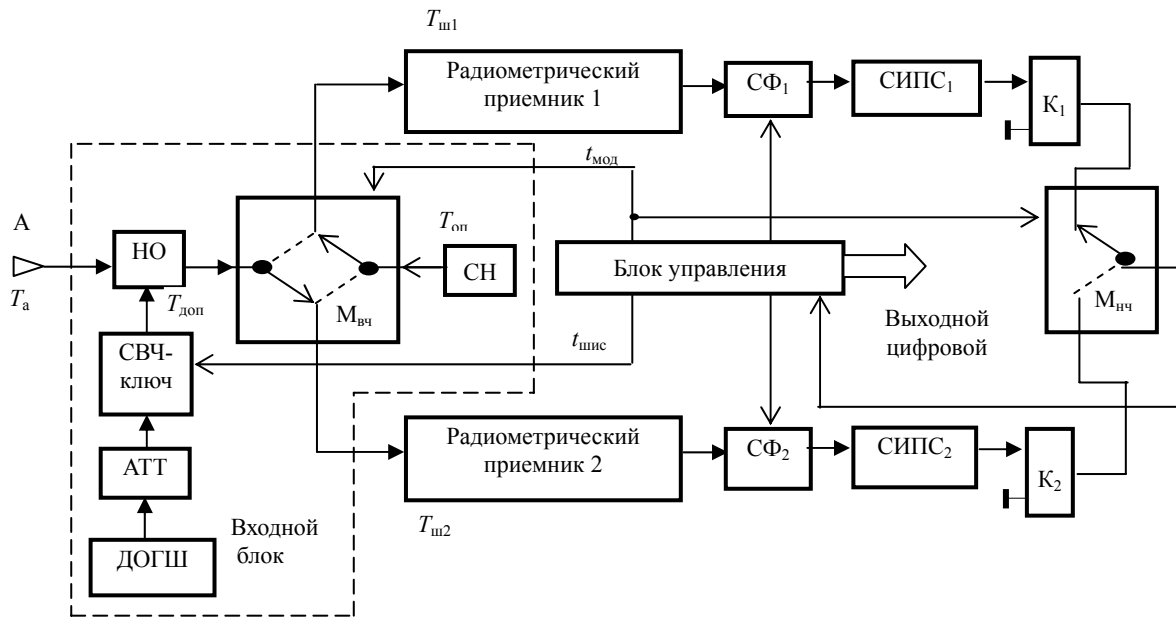 Tш1
Радиометрический
приемник 1
СФ1
СИПС1
К1
tмод
А
Tа
НО
Tдоп
Mвч
Tоп
СН
Блок управления
Выходной
цифровой
Mнч
tшис
СВЧ-
ключ
АТТ
ДОГШ
Входной
блок
Радиометрический
приемник 2
Tш2
СФ2
СИПС2
К2